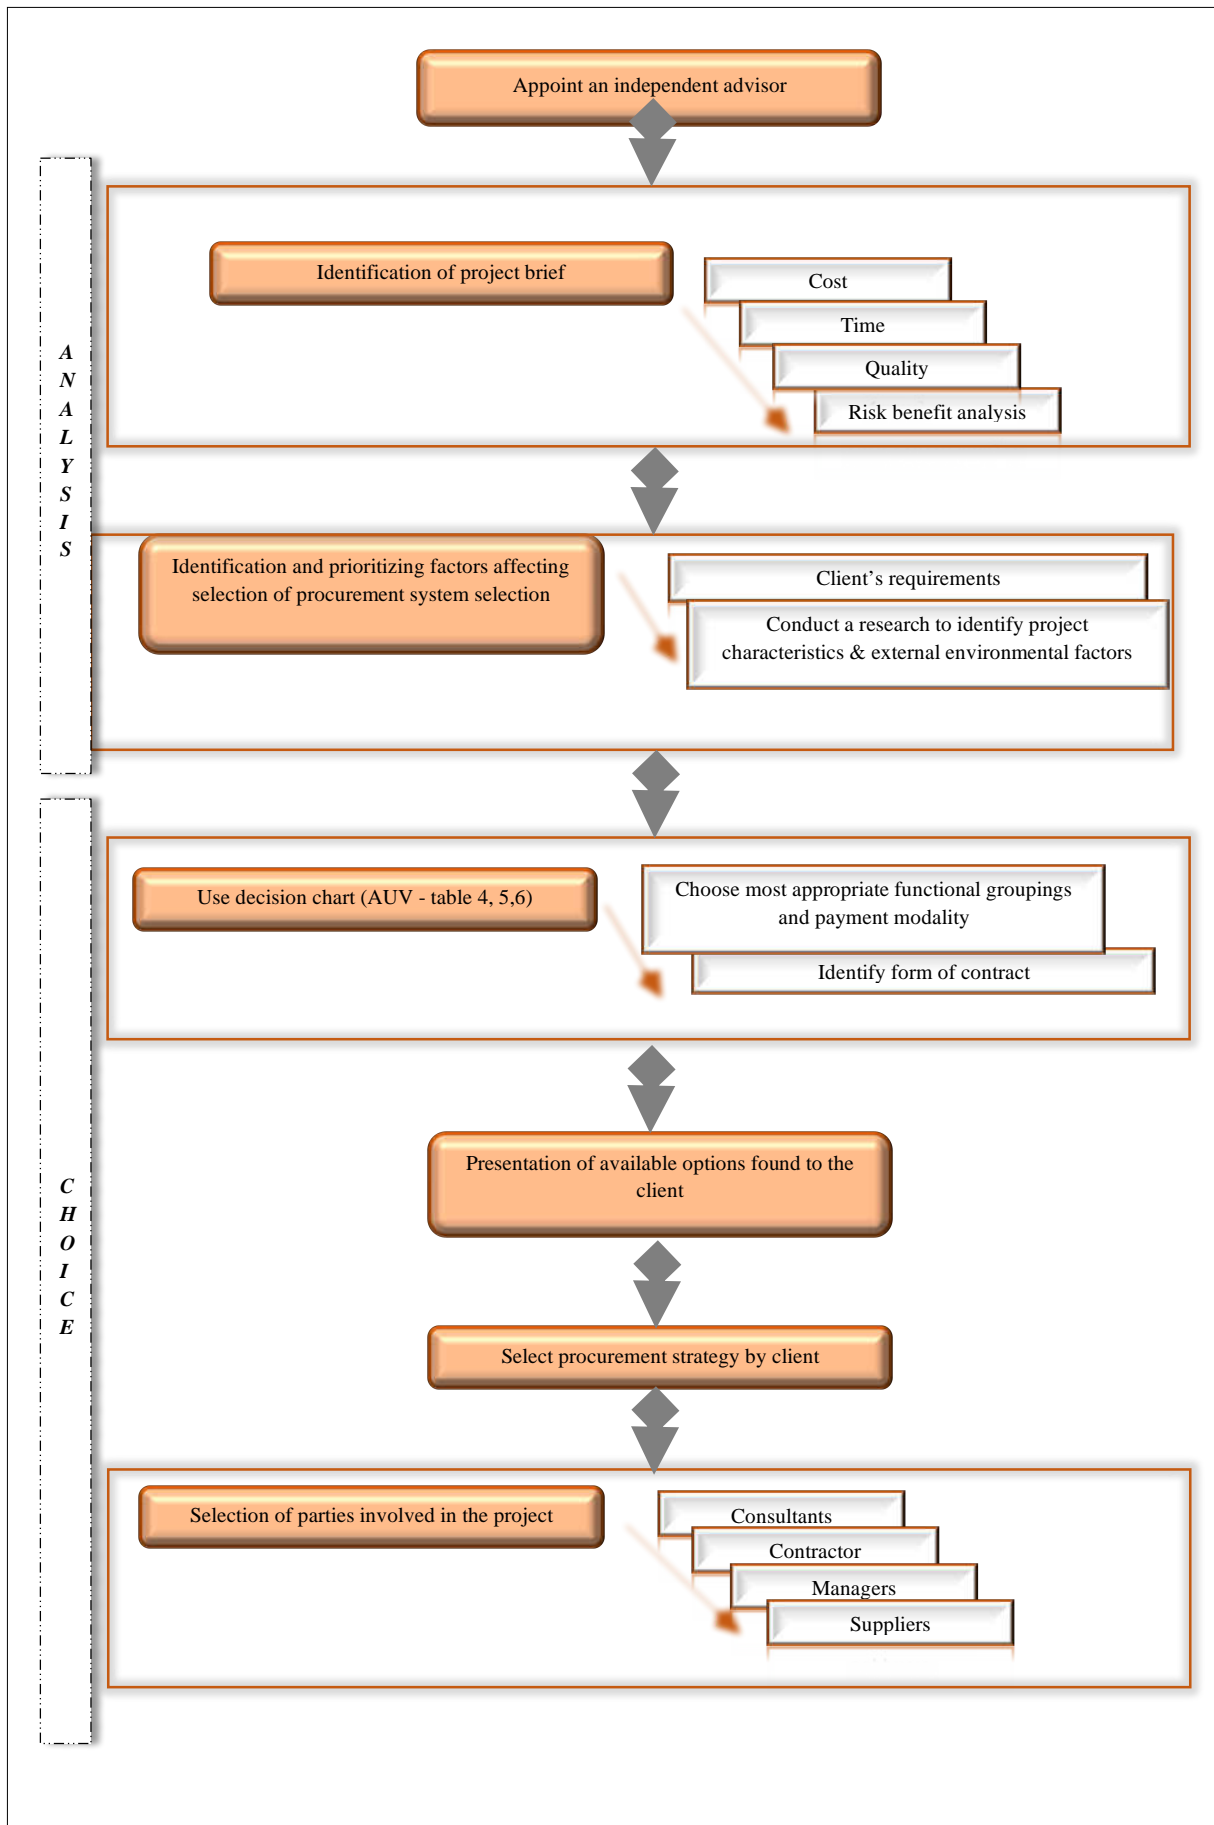 Appoint an independent advisor
A
N
A
L
Y
S
I
S
Identification of project brief
Cost
Time
Quality
Risk benefit analysis
Identification and prioritizing factors affecting
selection of procurement system selection
Client’s requirements
Conduct a research to identify project
characteristics & external environmental factors
C
H
O
I
C
E
Use decision chart (AUV - table 4, 5,6)
Choose most appropriate functional groupings
and payment modality
Identify form of contract
Presentation of available options found to the
client
Select procurement strategy by client
Selection of parties involved in the project
Consultants
Contractor
Managers
Suppliers